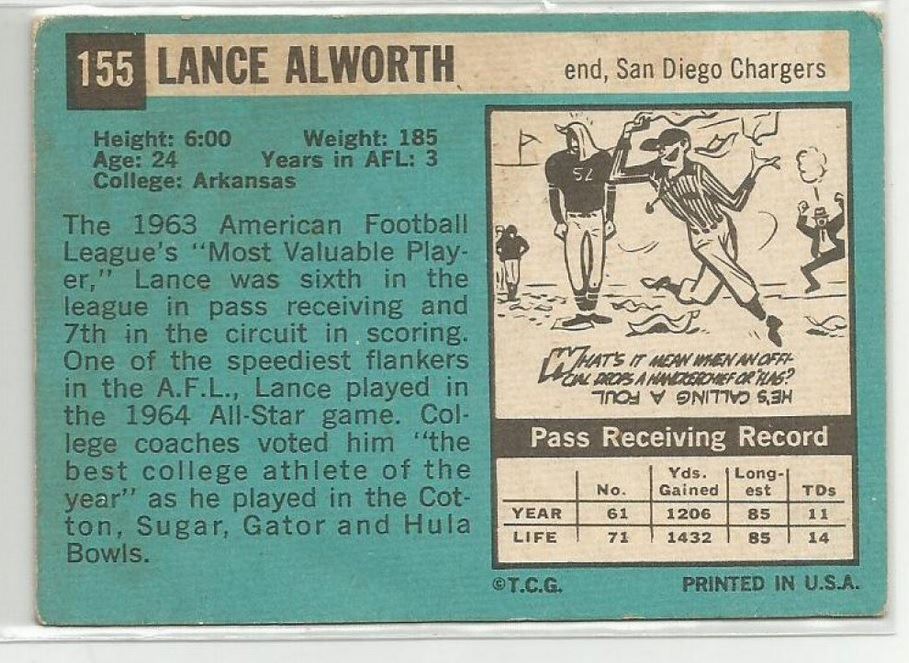 155 LANCE ALWORTH end, San Diego Chargers
Height: 6:00 Weight: 185
Age: 24 Years in AFL: 3
College: Arkansas
The 1963 American Football
League's "Most Valuable Play-
er," Lance was sixth in the
league in pass receiving and
7th in the circuit in scoring.
One of the speediest flankers
in the A.F.L., Lance played in
the 1964 All-Star game. Col-
lege coaches voted him "the
best college athlete of the
year" as he played in the Cot-
ton, Sugar, Gator and Hula
Bowls.
57
WHAT'S IT MEAN WHEN AN OFFI-
CIAL DROPS A HANDKERCHIEF OR FLAG?
HE'S CALLING A FOUL
Pass Receiving Record
No. Yds. Gained Long-est TDs
YEAR 61 1206 85 11
LIFE 71 1432 85 14
©T.C.G. PRINTED IN U.S.A.